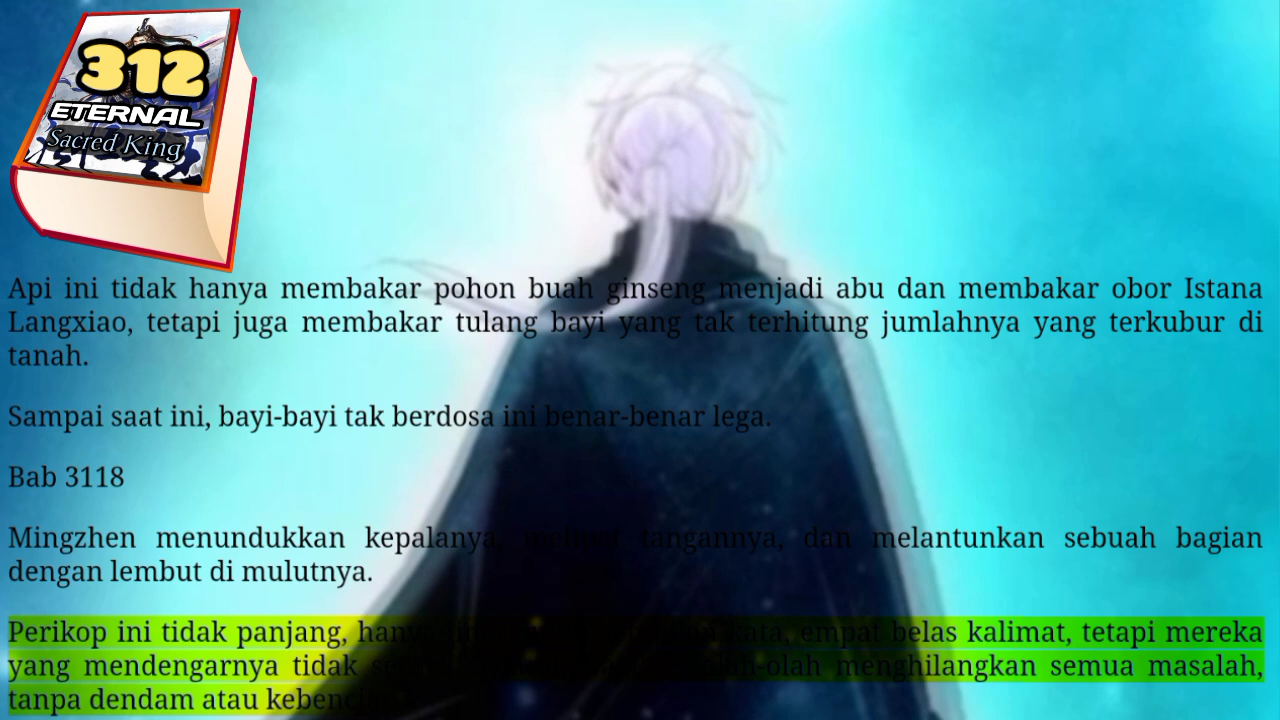 312
ETERNAL
Sacred King
Api ini tidak hanya membakar pohon buah ginseng menjadi abu dan membakar obor Istana
Langxiao, tetapi juga membakar tulang bayi yang tak terhitung jumlahnya yang terkubur di
tanah.
Sampai saat ini, bayi-bayi tak berdosa ini benar-benar lega.
Bab 3118
Mingzhen menundukkan kepalanya, melipat tangannya, dan melantunkan sebuah bagian
dengan lembut di mulutnya.
Perikop ini tidak panjang, kata, empat belas kalimat, tetapi mereka
yang mendengarnya tidak menghilangkan semua masalah,
tanpa dendam atau